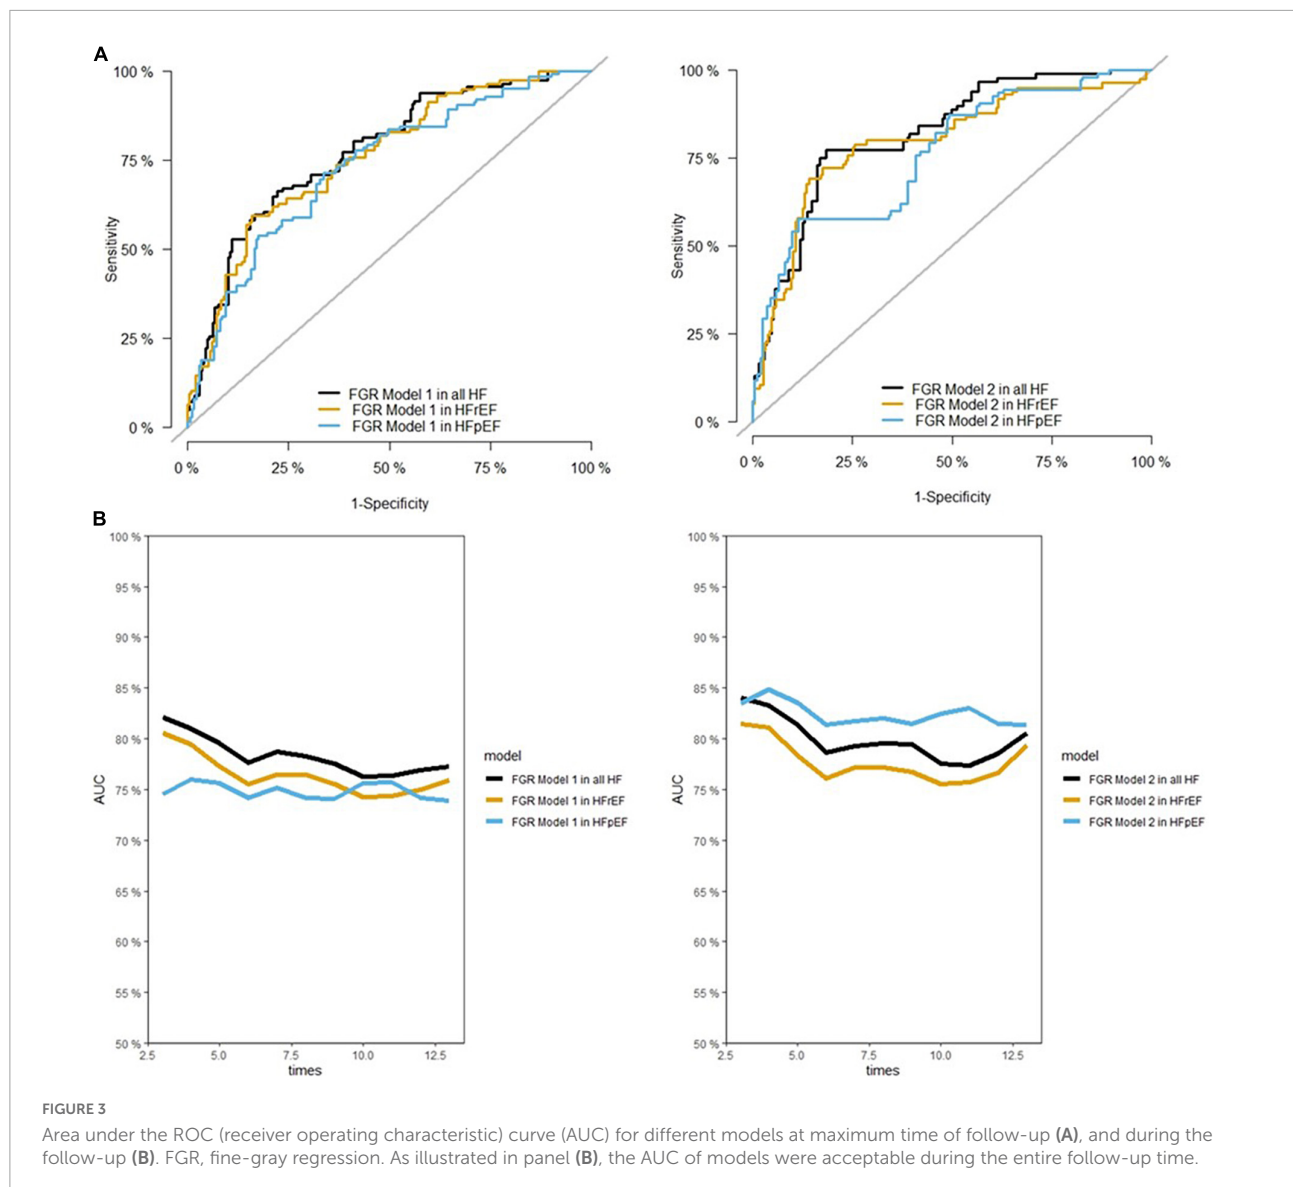 A
100 %
75 %
50 %
25 %
0 %
Sensitivity
FGR Model 1 in all HF
FGR Model 1 in HFrEF
FGR Model 1 in HFpEF
0 %
25 %
50 %
75 %
100 %
1-Specificity
100 %
75 %
50 %
25 %
0 %
Sensitivity
FGR Model 2 in all HF
FGR Model 2 in HFrEF
FGR Model 2 in HFpEF
0 %
25 %
50 %
75 %
100 %
1-Specificity
B
100 %
95 %
90 %
85 %
80 %
75 %
70 %
65 %
60 %
55 %
50 %
AUC
2.5
5.0
7.5
10.0
12.5
times
model
FGR Model 1 in all HF
FGR Model 1 in HFrEF
FGR Model 1 in HFpEF
100 %
95 %
90 %
85 %
80 %
75 %
70 %
65 %
60 %
55 %
50 %
AUC
2.5
5.0
7.5
10.0
12.5
times
model
FGR Model 2 in all HF
FGR Model 2 in HFrEF
FGR Model 2 in HFpEF
FIGURE 3
Area under the ROC (receiver operating characteristic) curve (AUC) for different models at maximum time of follow-up (A), and during the
follow-up (B). FGR, fine-gray regression. As illustrated in panel (B), the AUC of models were acceptable during the entire follow-up time.